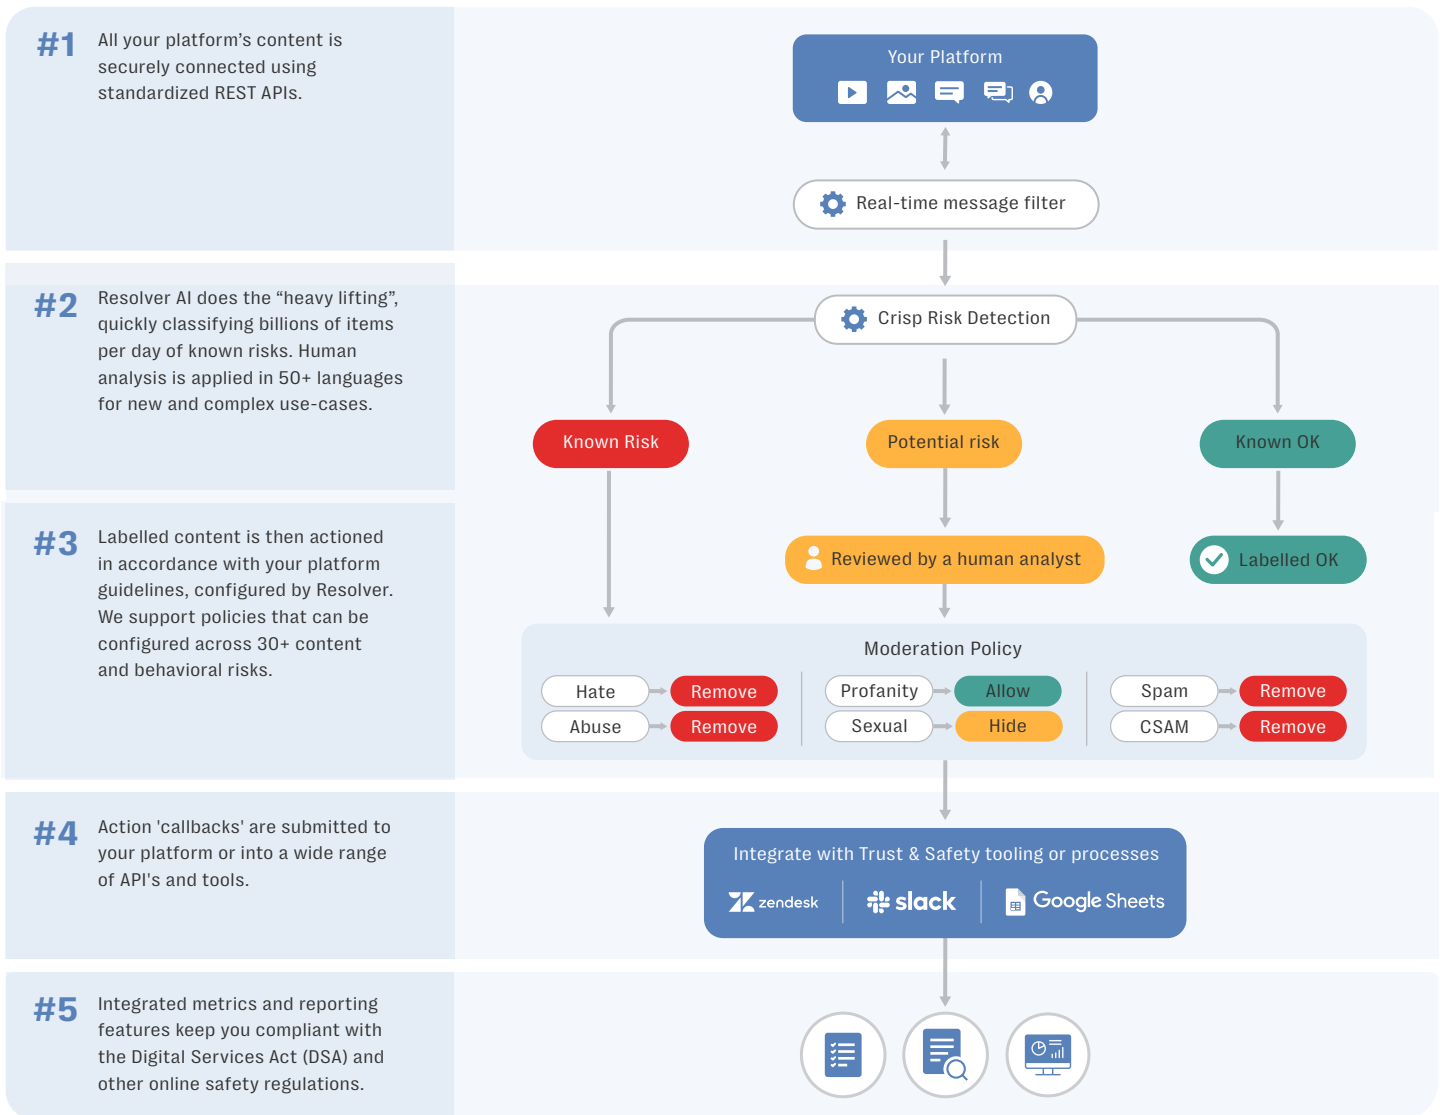 #1
All your platform’s content is
securely connected using
standardized REST APIs.
Your Platform
Real-time message filter
#2
Resolver AI does the “heavy lifting”,
quickly classifying billions of items
per day of known risks. Human
analysis is applied in 50+ languages
for new and complex use-cases.
Crisp Risk Detection
Known Risk
Potential risk
Known OK
#3
Labelled content is then actioned
in accordance with your platform
guidelines, configured by Resolver.
We support policies that can be
configured across 30+ content
and behavioral risks.
Reviewed by a human analyst
Labelled OK
Moderation Policy
Hate
Remove
Profanity
Allow
Spam
Remove
Abuse
Remove
Sexual
Hide
CSAM
Remove
#4
Action 'callbacks' are submitted to
your platform or into a wide range
of API's and tools.
Integrate with Trust & Safety tooling or processes
zendesk
slack
Google Sheets
#5
Integrated metrics and reporting
features keep you compliant with
the Digital Services Act (DSA) and
other online safety regulations.